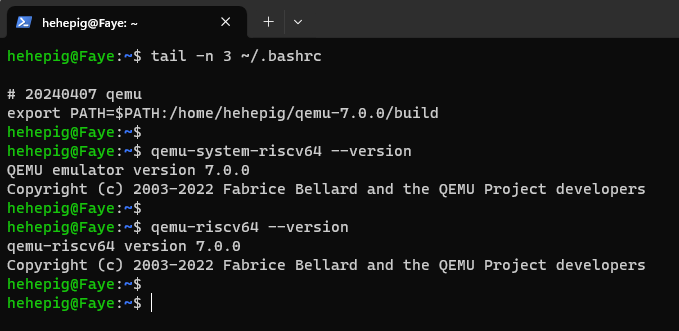 hehepig@Faye: ~
hehepig@Faye:~$ tail -n 3 ~/.bashrc

# 20240407 qemu
export PATH=$PATH:/home/hehepig/qemu-7.0.0/build
hehepig@Faye:~$
hehepig@Faye:~$ qemu-system-riscv64 --version
QEMU emulator version 7.0.0
Copyright (c) 2003-2022 Fabrice Bellard and the QEMU Project developers
hehepig@Faye:~$
hehepig@Faye:~$ qemu-riscv64 --version
qemu-riscv64 version 7.0.0
Copyright (c) 2003-2022 Fabrice Bellard and the QEMU Project developers
hehepig@Faye:~$
hehepig@Faye:~$